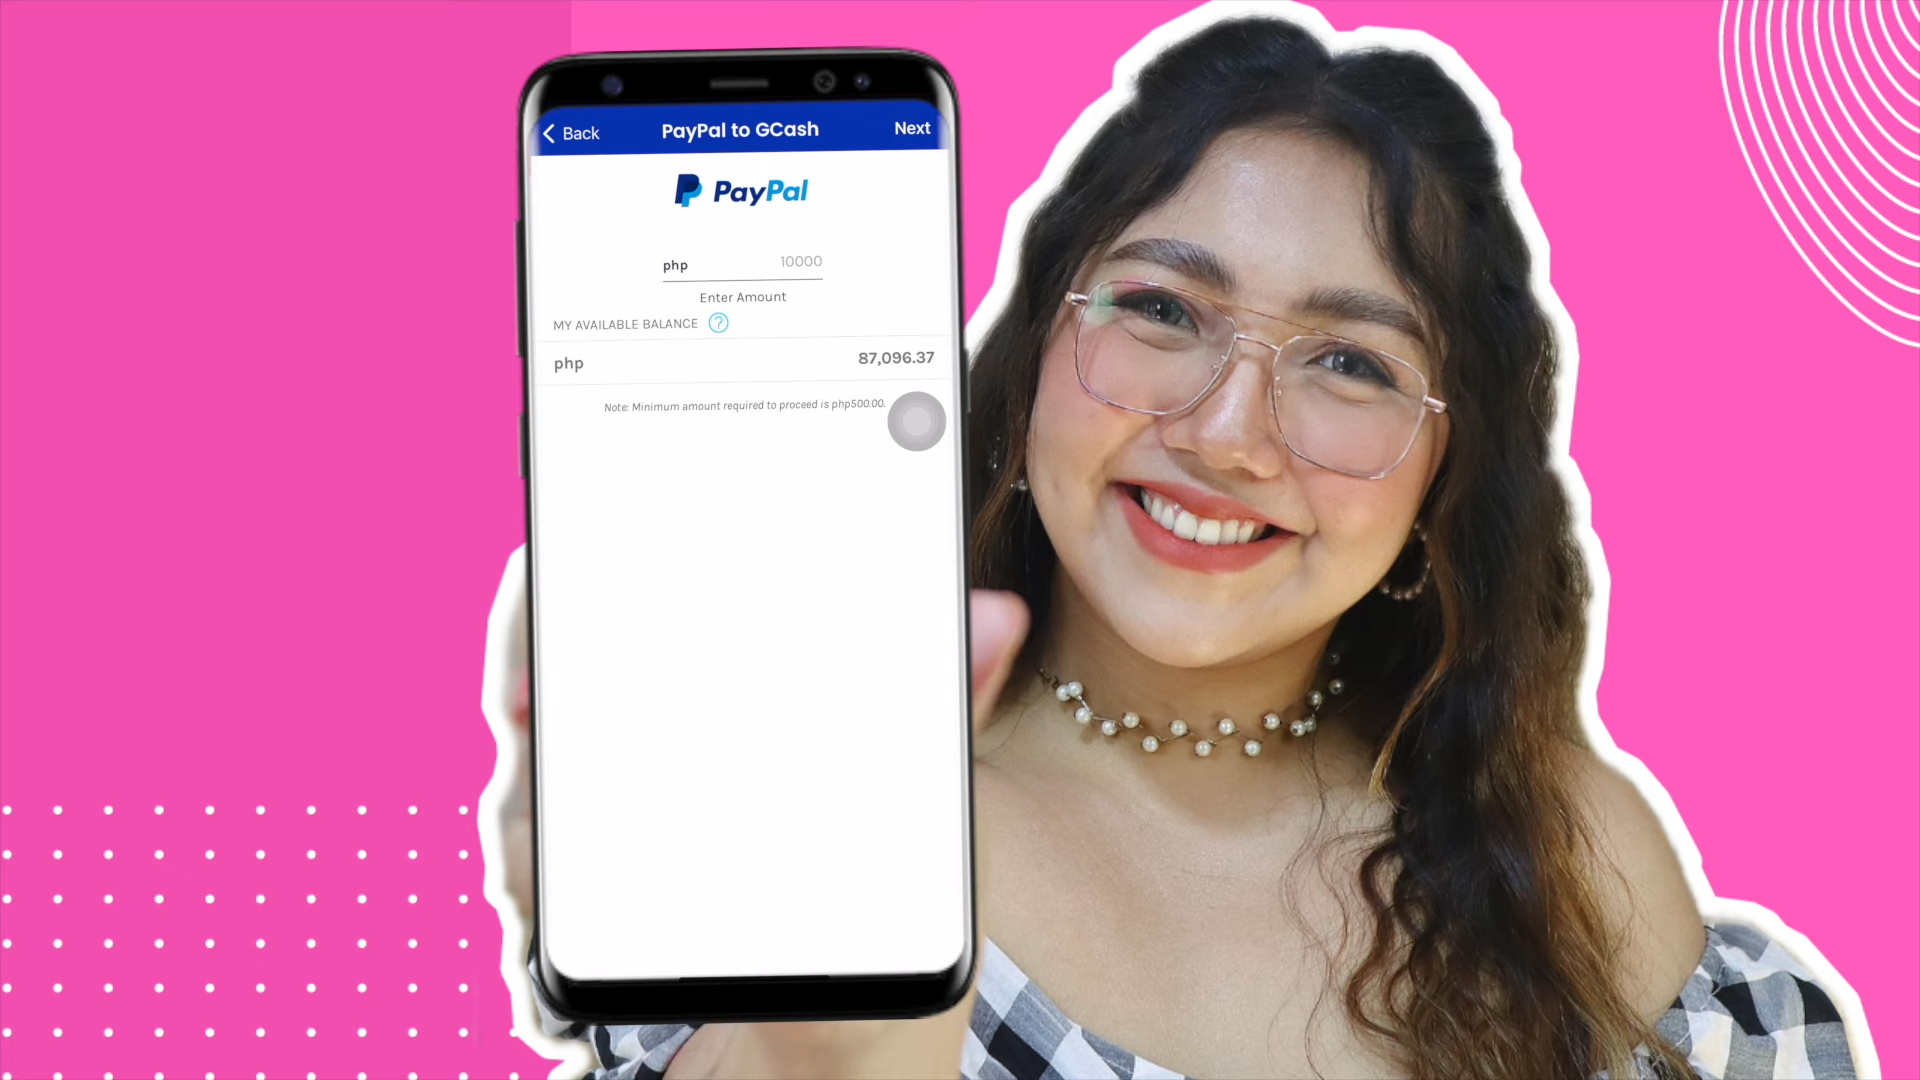 Back PayPal to GCash Next
PayPal
php 10000
Enter Amount
MY AVAILABLE BALANCE ?
php 87,096.37
Note: Minimum amount required to proceed is php500.00.